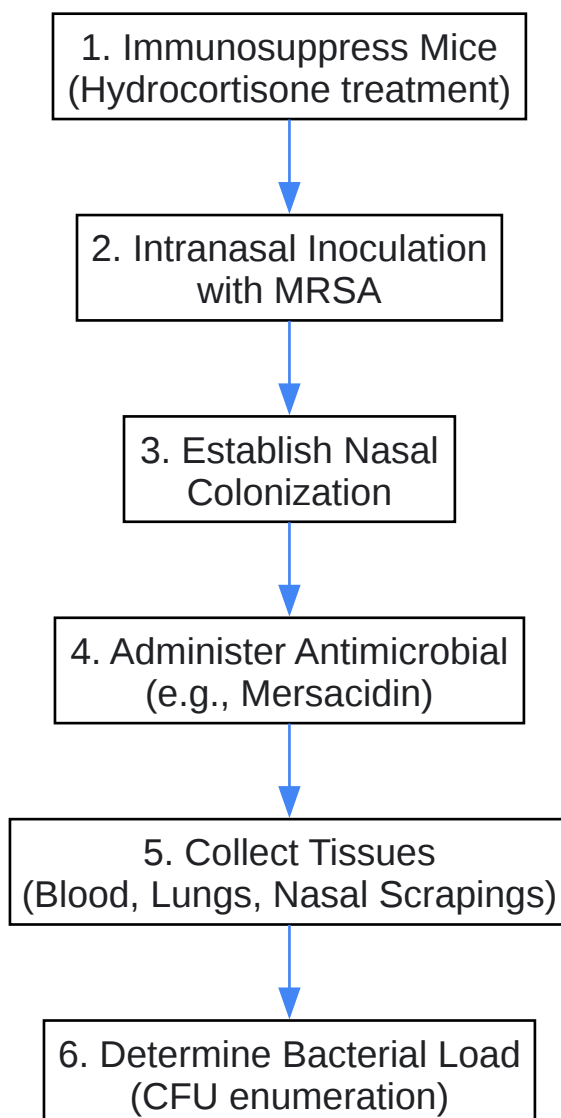 1. Immunosuppress Mice
(Hydrocortisone treatment)
2. Intranasal Inoculation
with MRSA
3. Establish Nasal
Colonization
4. Administer Antimicrobial
(e.g., Mersacidin)
5. Collect Tissues
(Blood, Lungs, Nasal Scrapings)
6. Determine Bacterial Load
(CFU enumeration)